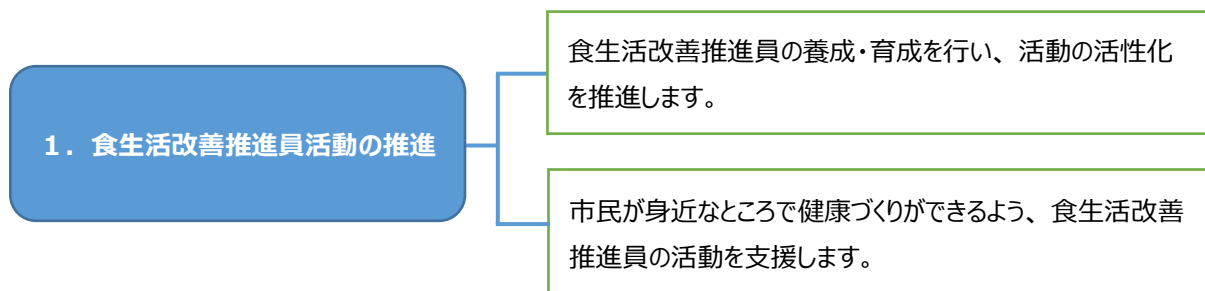 1．食生活改善推進員活動の推進
食生活改善推進員の養成・育成を行い、活動の活性化
を推進します。
市民が身近なところで健康づくりができるよう、食生活改善
推進員の活動を支援します。